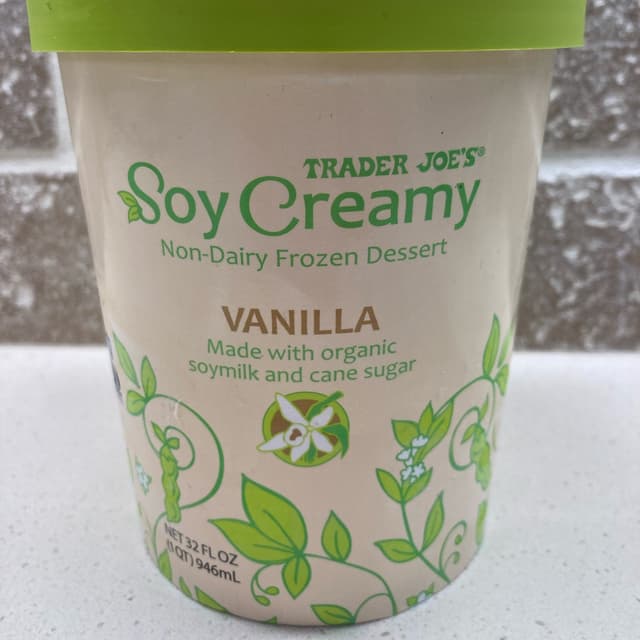 TRADER JOE'S®
Soy Creamy
Non-Dairy Frozen Dessert
VANILLA
Made with organic
soymilk and cane sugar
NET 32 FL OZ
(1 QT) 946mL